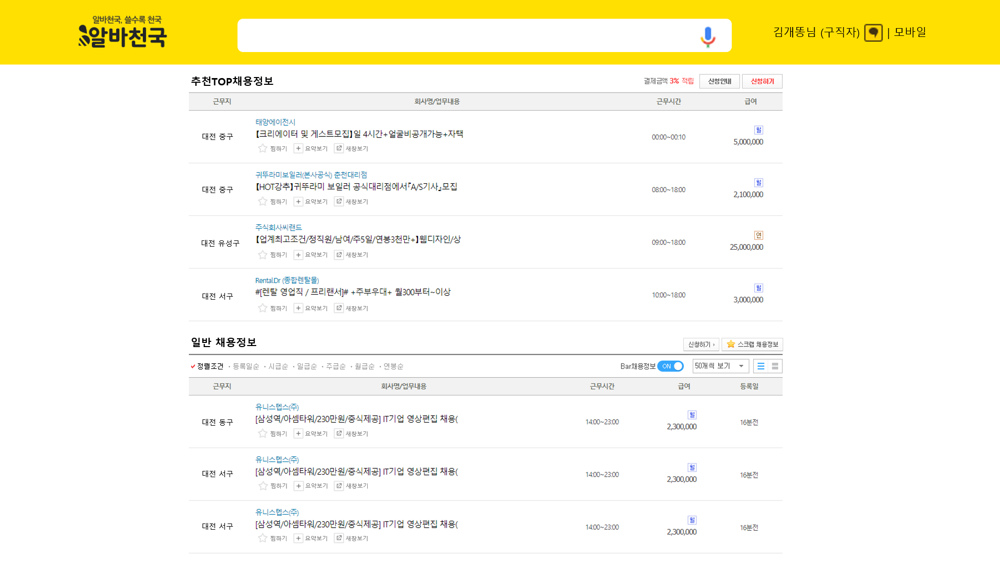 알바천국, 쓸수록 천국
알바천국
김개똥님 (구직자) | 모바일
추천TOP채용정보
결제금액 3% 적립 신청안내 신청하기
근무지 회사명/업무내용 근무시간 급여
태양에이전시
대전 중구 【크리에이터 및 게스트모집】일 4시간+얼굴비공개가능+자택 00:00~00:10 월 5,000,000
찜하기 요약보기 새창보기
귀뚜라미보일러(본사공식) 춘천대리점
대전 중구 【HOT강추】귀뚜라미 보일러 공식대리점에서『A/S기사』모집 08:00~18:00 월 2,100,000
찜하기 요약보기 새창보기
주식회사씨랜드
대전 유성구 【업계최고조건/정직원/남여/주5일/연봉3천만+】웹디자인/상 09:00~18:00 연 25,000,000
찜하기 요약보기 새창보기
Rental.Dr (종합렌탈몰)
대전 서구 #[렌탈 영업직 / 프리랜서]# +주부우대+ 월300부터~이상 10:00~18:00 월 3,000,000
찜하기 요약보기 새창보기
일반 채용정보
신청하기 스크랩 채용정보
정렬조건 · 등록일순 · 시급순 · 일급순 · 주급순 · 월급순 · 연봉순 Bar채용정보 ON 50개씩 보기
근무지 회사명/업무내용 근무시간 급여 등록일
유니스텝스(주)
대전 동구 [삼성역/아셈타워/230만원/중식제공] IT기업 영상편집 채용( 14:00~23:00 월 2,300,000 16분전
찜하기 요약보기 새창보기
유니스텝스(주)
대전 서구 [삼성역/아셈타워/230만원/중식제공] IT기업 영상편집 채용( 14:00~23:00 월 2,300,000 16분전
찜하기 요약보기 새창보기
유니스텝스(주)
대전 서구 [삼성역/아셈타워/230만원/중식제공] IT기업 영상편집 채용( 14:00~23:00 월 2,300,000 16분전
찜하기 요약보기 새창보기